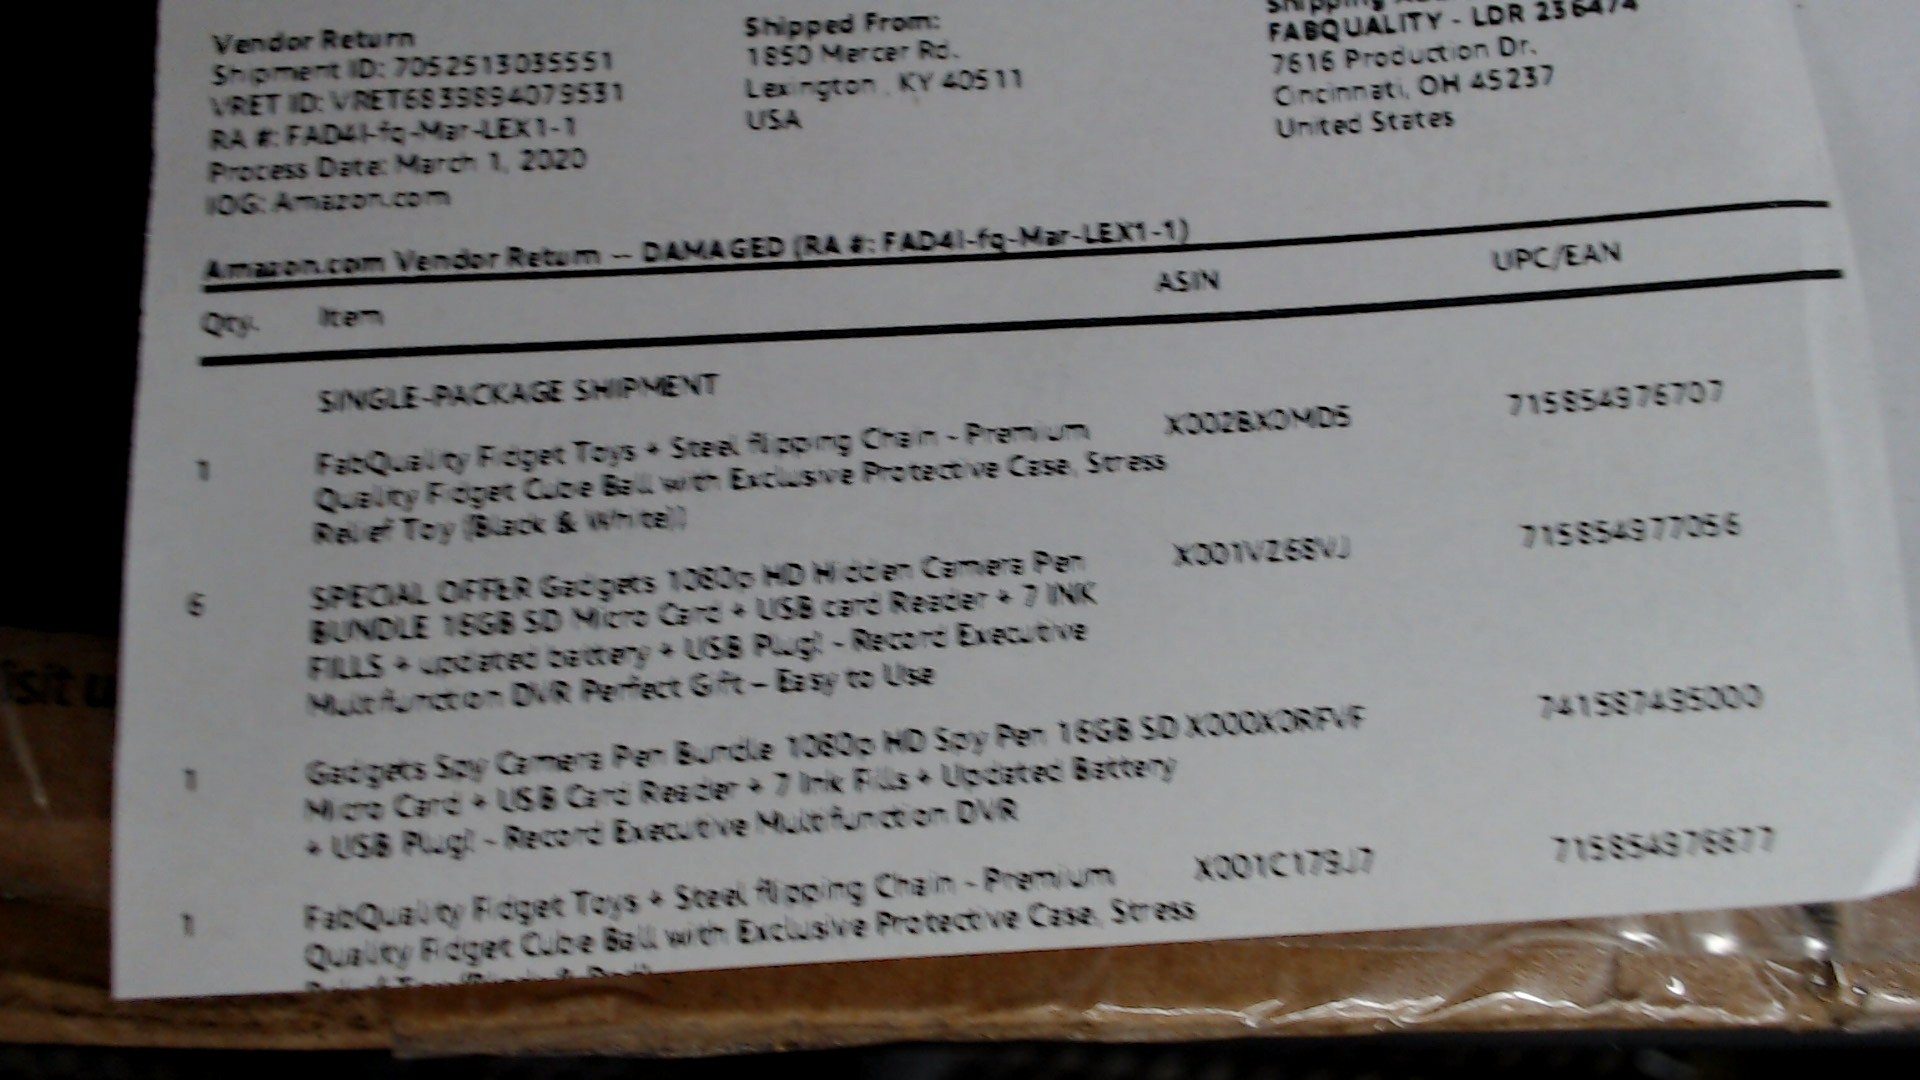 Vendor Return
Shipment ID: 7052513035551
VRET ID: VRET6839894079531
RA #: FAD4I-fq-Mar-LEX1-1
Process Date: March 1, 2020
IOG: Amazon.com
Shipped From:
1850 Mercer Rd.
Lexington , KY 40511
USA
Shipping
FABQUALITY - LDR 236474
7616 Production Dr.
Cincinnati, OH 45237
United States
Amazon.com Vendor Return -- DAMAGED (RA #: FAD4I-fq-Mar-LEX1-1)
Qty. Item ASIN UPC/EAN
SINGLE-PACKAGE SHIPMENT
1 FabQuality Fidget Toys + Steel flipping Chain - Premium X002BX0MD5 715854976707
Quality Fidget Cube Ball with Exclusive Protective Case, Stress
Relief Toy (Black & White))
6 SPECIAL OFFER Gadgets 1080p HD Hidden Camera Pen X001VZ68VJ 715854977056
BUNDLE 16GB SD Micro Card + USB card Reader + 7 INK
FILLS + updated battery + USB Plug! - Record Executive
Multifunction DVR Perfect Gift – Easy to Use
1 Gadgets Spy Camera Pen Bundle 1080p HD Spy Pen 16GB SD X000X0RFVF 741587495000
Micro Card + USB Card Reader + 7 Ink Fills + Updated Battery
+ USB Plug! - Record Executive Multifunction DVR
1 FabQuality Fidget Toys + Steel flipping Chain - Premium X001C179J7 715854976677
Quality Fidget Cube Ball with Exclusive Protective Case, Stress